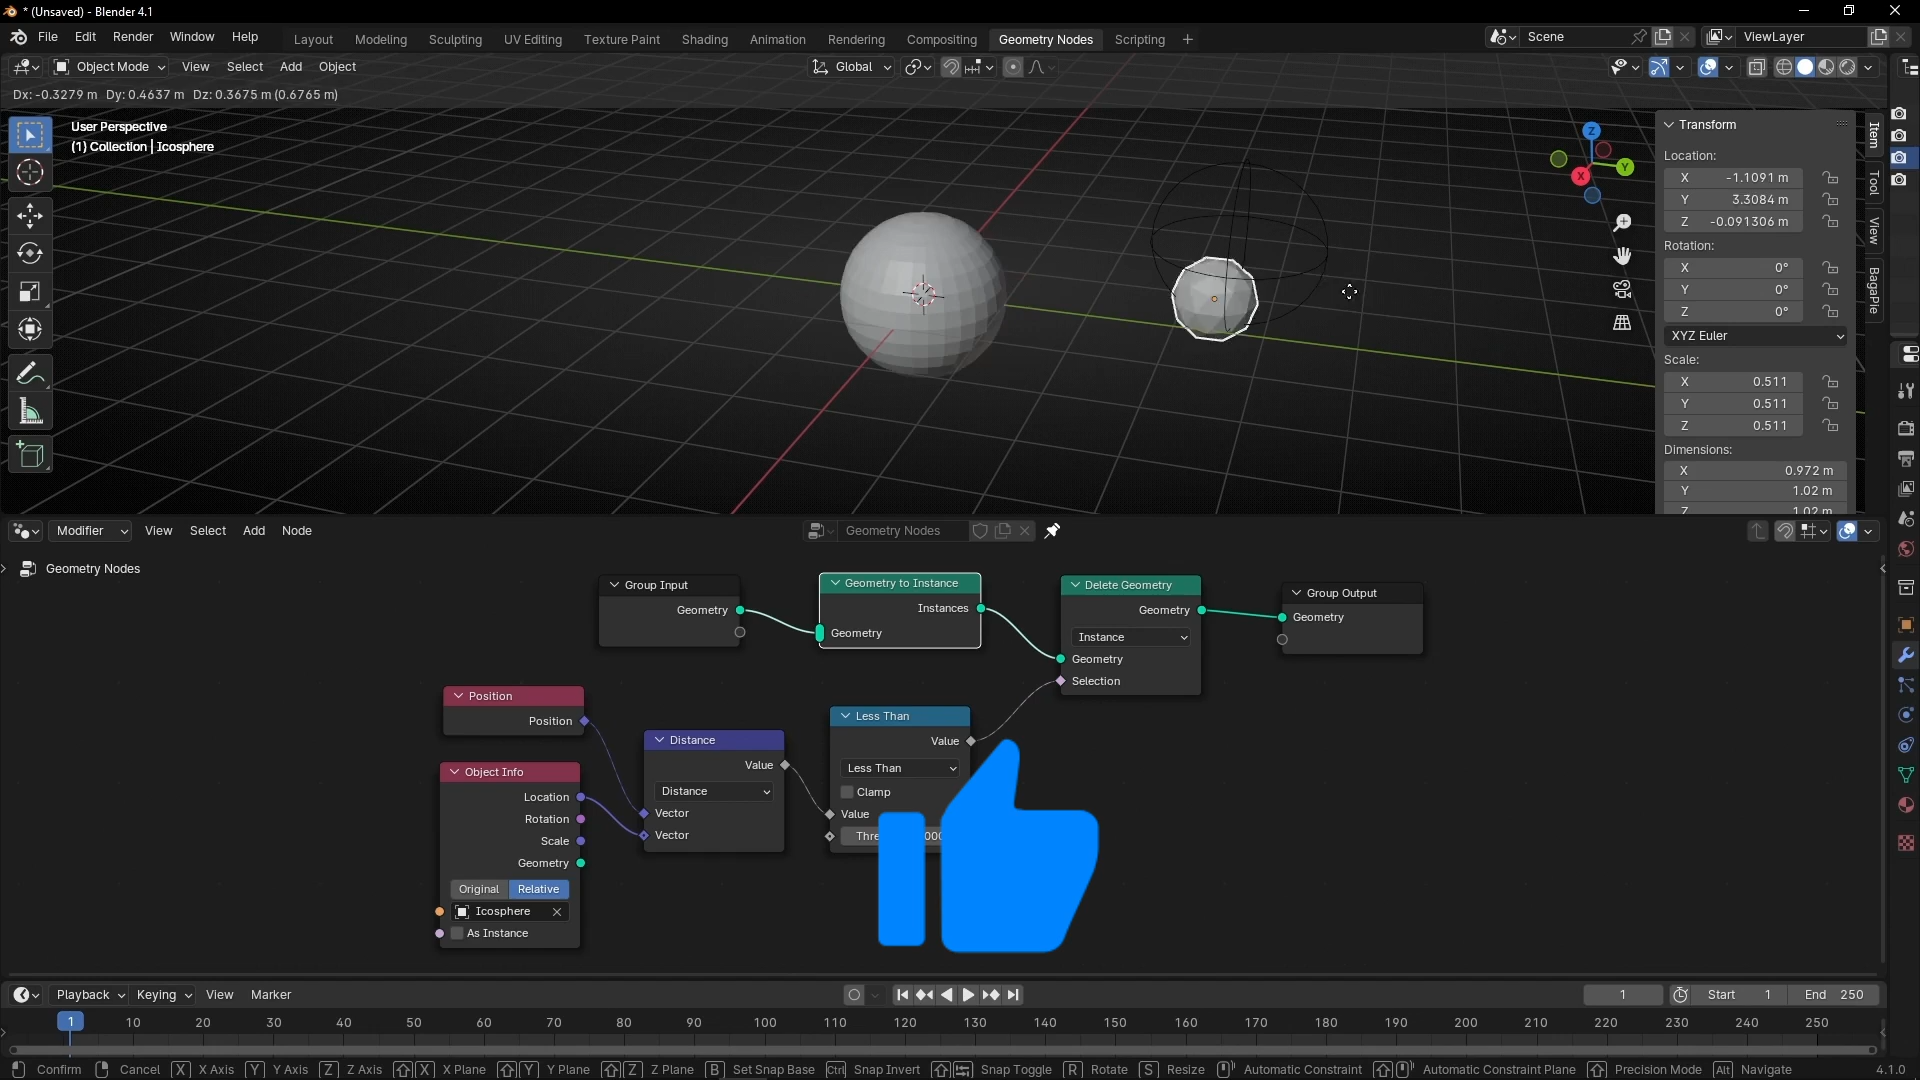 * (Unsaved) - Blender 4.1
File Edit Render Window Help
Layout Modeling Sculpting UV Editing Texture Paint Shading Animation Rendering Compositing Geometry Nodes Scripting +
Scene
ViewLayer
Object Mode View Select Add Object
Global
Dx: -0.3279 m Dy: 0.4637 m Dz: 0.3675 m (0.6765 m)
User Perspective
(1) Collection | Icosphere
Z
Y
X
Transform
Location:
X -1.1091 m
Y 3.3084 m
Z -0.091306 m
Rotation:
X 0°
Y 0°
Z 0°
XYZ Euler
Scale:
X 0.511
Y 0.511
Z 0.511
Dimensions:
X 0.972 m
Y 1.02 m
Z 1.02 m
Item
Tool
View
BagaPie
Modifier View Select Add Node
Geometry Nodes
Geometry Nodes
Group Input
Geometry
Geometry to Instance
Instances
Geometry
Delete Geometry
Geometry
Instance
Geometry
Selection
Group Output
Geometry
Position
Position
Object Info
Location
Rotation
Scale
Geometry
Original Relative
Icosphere
As Instance
Distance
Value
Distance
Vector
Vector
Less Than
Value
Less Than
Clamp
Value
Playback Keying View Marker
1
Start 1 End 250
1 10 20 30 40 50 60 70 80 90 100 110 120 130 140 150 160 170 180 190 200 210 220 230 240 250
Confirm Cancel X X Axis Y Y Axis Z Z Axis X X Plane Y Y Plane Z Z Plane B Set Snap Base Ctrl Snap Invert Snap Toggle R Rotate S Resize Automatic Constraint Automatic Constraint Plane Precision Mode Alt Navigate 4.1.0